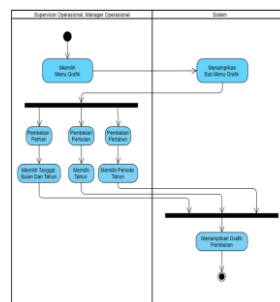 Supervisor Operasional, Manager Operasional
Sistem
Memilih
Menu Grafik
Menampilkan
Sub Menu Grafik
Pembelian
Perhari
Pembelian
Perbulan
Pembelian
Pertahun
Memilih Tanggal,
Bulan Dan Tahun
Memilih
Tahun
Memilih Periode
Tahun
Menampilkan Grafik
Pembelian